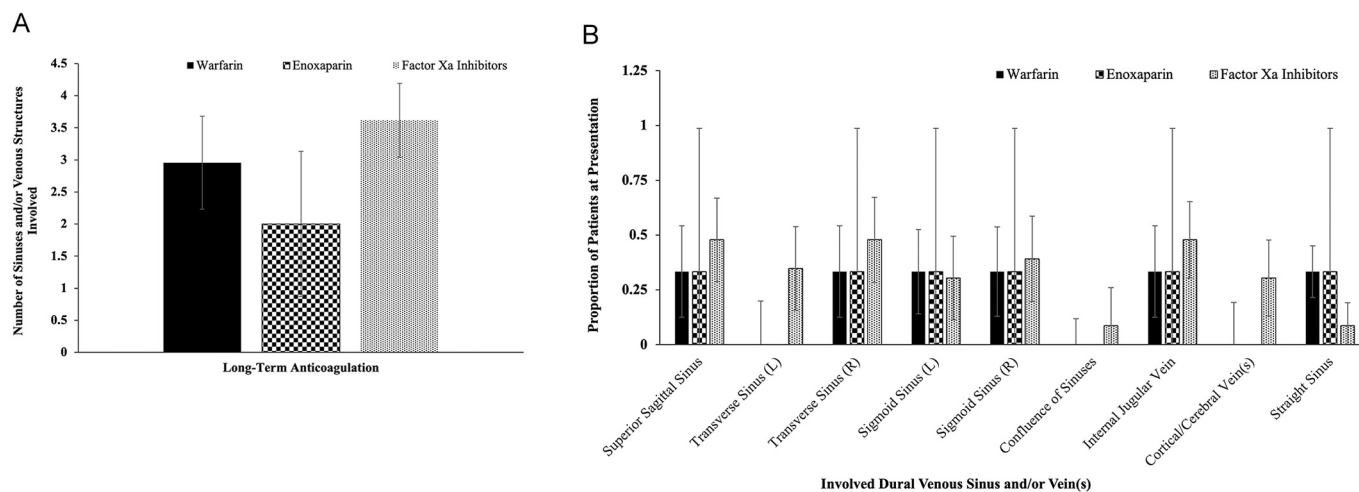 A
Number of Sinuses and/or Venous Structures
Involved
4.5
4
3.5
3
2.5
2
1.5
1
0.5
0
Warfarin
Enoxaparin
Factor Xa Inhibitors
Long-Term Anticoagulation
B
Proportion of Patients at Presentation
1.25
1
0.75
0.5
0.25
0
Warfarin
Enoxaparin
Factor Xa Inhibitors
Superior Sagittal Sinus
Transverse Sinus (L)
Transverse Sinus (R)
Sigmoid Sinus (L)
Sigmoid Sinus (R)
Confluence of Sinuses
Internal Jugular Vein
Cortical/Cerebral Vein(s)
Straight Sinus
Involved Dural Venous Sinus and/or Vein(s)